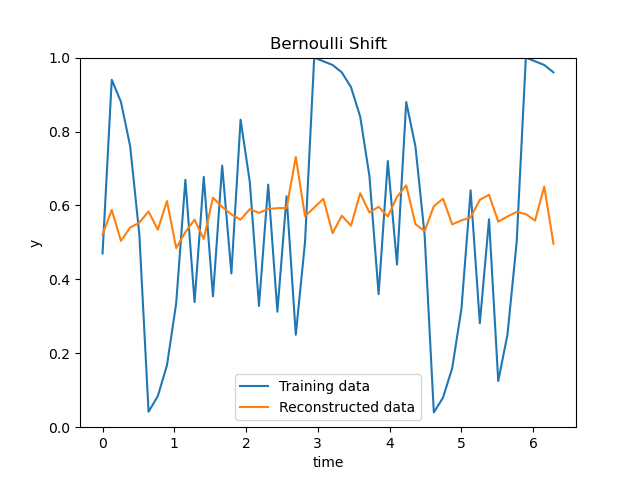 Bernoulli Shift
1.0
0.8
0.6
0.4
0.2
0.0
y
Training data
Reconstructed data
0 1 2 3 4 5 6
time